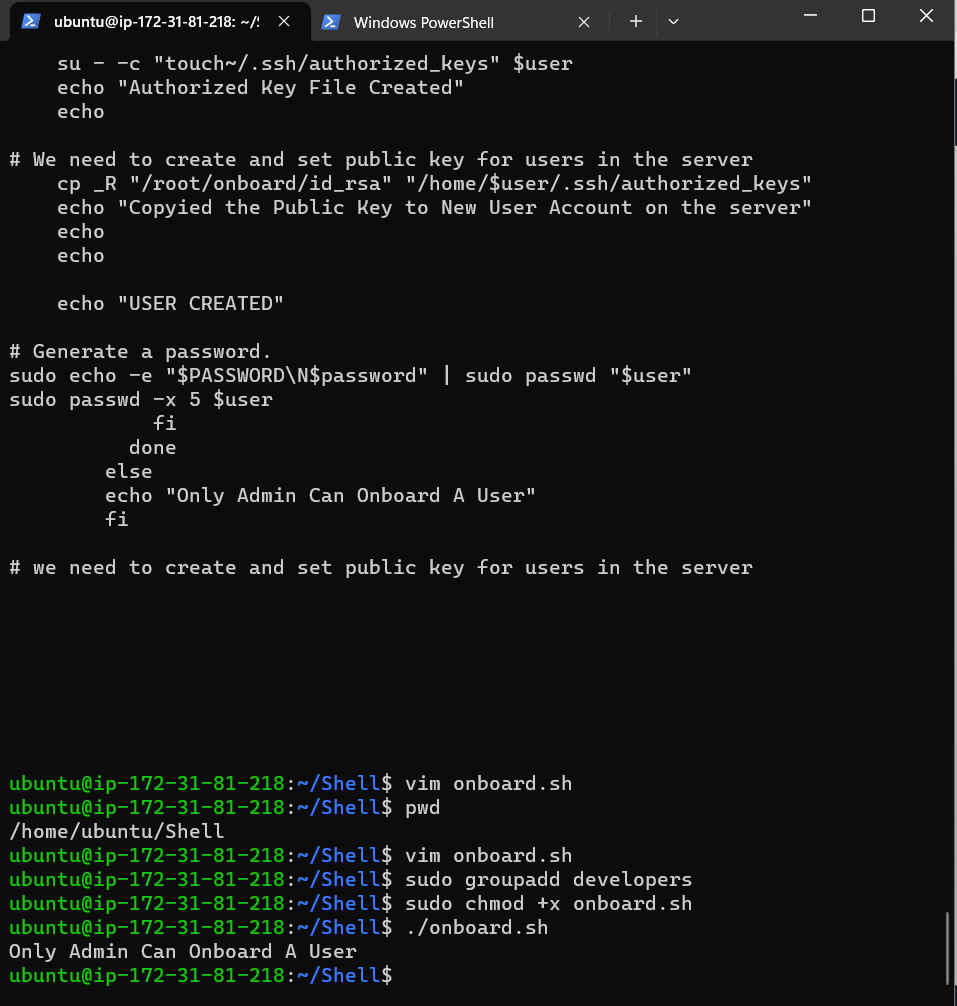 ubuntu@ip-172-31-81-218: ~/S
Windows PowerShell
    su - -c "touch~/.ssh/authorized_keys" $user
    echo "Authorized Key File Created"
    echo
# We need to create and set public key for users in the server
    cp _R "/root/onboard/id_rsa" "/home/$user/.ssh/authorized_keys"
    echo "Copyied the Public Key to New User Account on the server"
    echo
    echo
    echo "USER CREATED"
# Generate a password.
sudo echo -e "$PASSWORD\N$password" | sudo passwd "$user"
sudo passwd -x 5 $user
            fi
          done
        else
        echo "Only Admin Can Onboard A User"
        fi
# we need to create and set public key for users in the server
ubuntu@ip-172-31-81-218:~/Shell$ vim onboard.sh
ubuntu@ip-172-31-81-218:~/Shell$ pwd
/home/ubuntu/Shell
ubuntu@ip-172-31-81-218:~/Shell$ vim onboard.sh
ubuntu@ip-172-31-81-218:~/Shell$ sudo groupadd developers
ubuntu@ip-172-31-81-218:~/Shell$ sudo chmod +x onboard.sh
ubuntu@ip-172-31-81-218:~/Shell$ ./onboard.sh
Only Admin Can Onboard A User
ubuntu@ip-172-31-81-218:~/Shell$